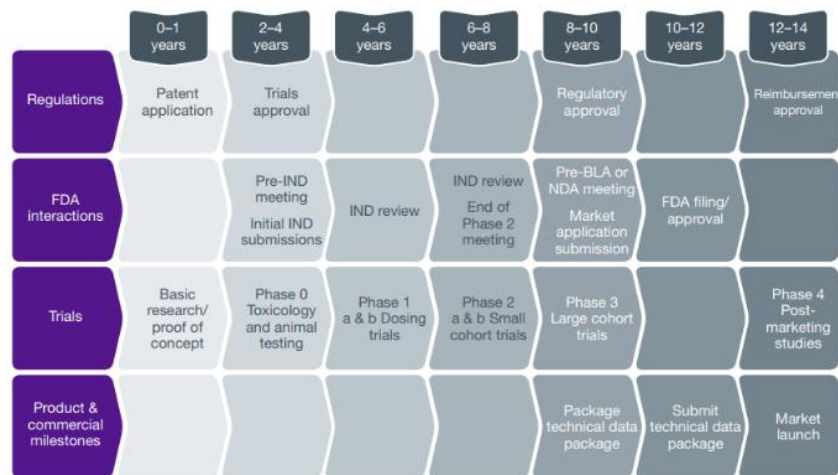 0–1
years
2–4
years
4–6
years
6–8
years
8–10
years
10–12
years
12–14
years
Regulations
Patent
application
Trials
approval
Regulatory
approval
Reimbursemen
approval
FDA
interactions
Pre-IND
meeting
Initial IND
submissions
IND review
IND review
End of
Phase 2
meeting
Pre-BLA or
NDA meeting
Market
application
submission
FDA filing/
approval
Trials
Basic
research/
proof of
concept
Phase 0
Toxicology
and animal
testing
Phase 1
a & b Dosing
trials
Phase 2
a & b Small
cohort trials
Phase 3
Large cohort
trials
Phase 4
Post-
marketing
studies
Product &
commercial
milestones
Package
technical data
package
Submit
technical data
package
Market
launch